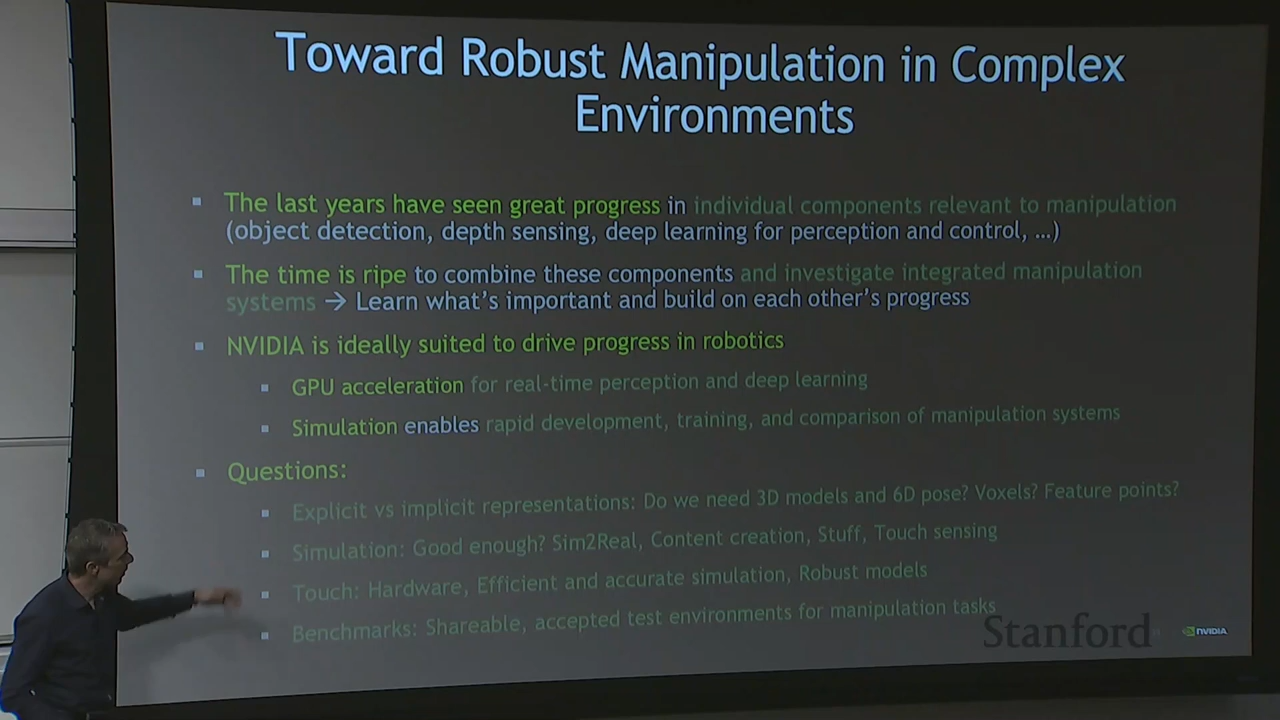 Toward Robust Manipulation in Complex
Environments
The last years have seen great progress in individual components relevant to manipulation
(object detection, depth sensing, deep learning for perception and control, …)
The time is ripe to combine these components and investigate integrated manipulation
systems → Learn what's important and build on each other's progress
NVIDIA is ideally suited to drive progress in robotics
GPU acceleration for real-time perception and deep learning
Simulation enables rapid development, training, and comparison of manipulation systems
Questions:
Explicit vs implicit representations: Do we need 3D models and 6D pose? Voxels? Feature points?
Simulation: Good enough? Sim2Real, Content creation, Stuff, Touch sensing
Touch: Hardware, Efficient and accurate simulation, Robust models
Benchmarks: Shareable, accepted test environments for manipulation tasks
Stanford
NVIDIA